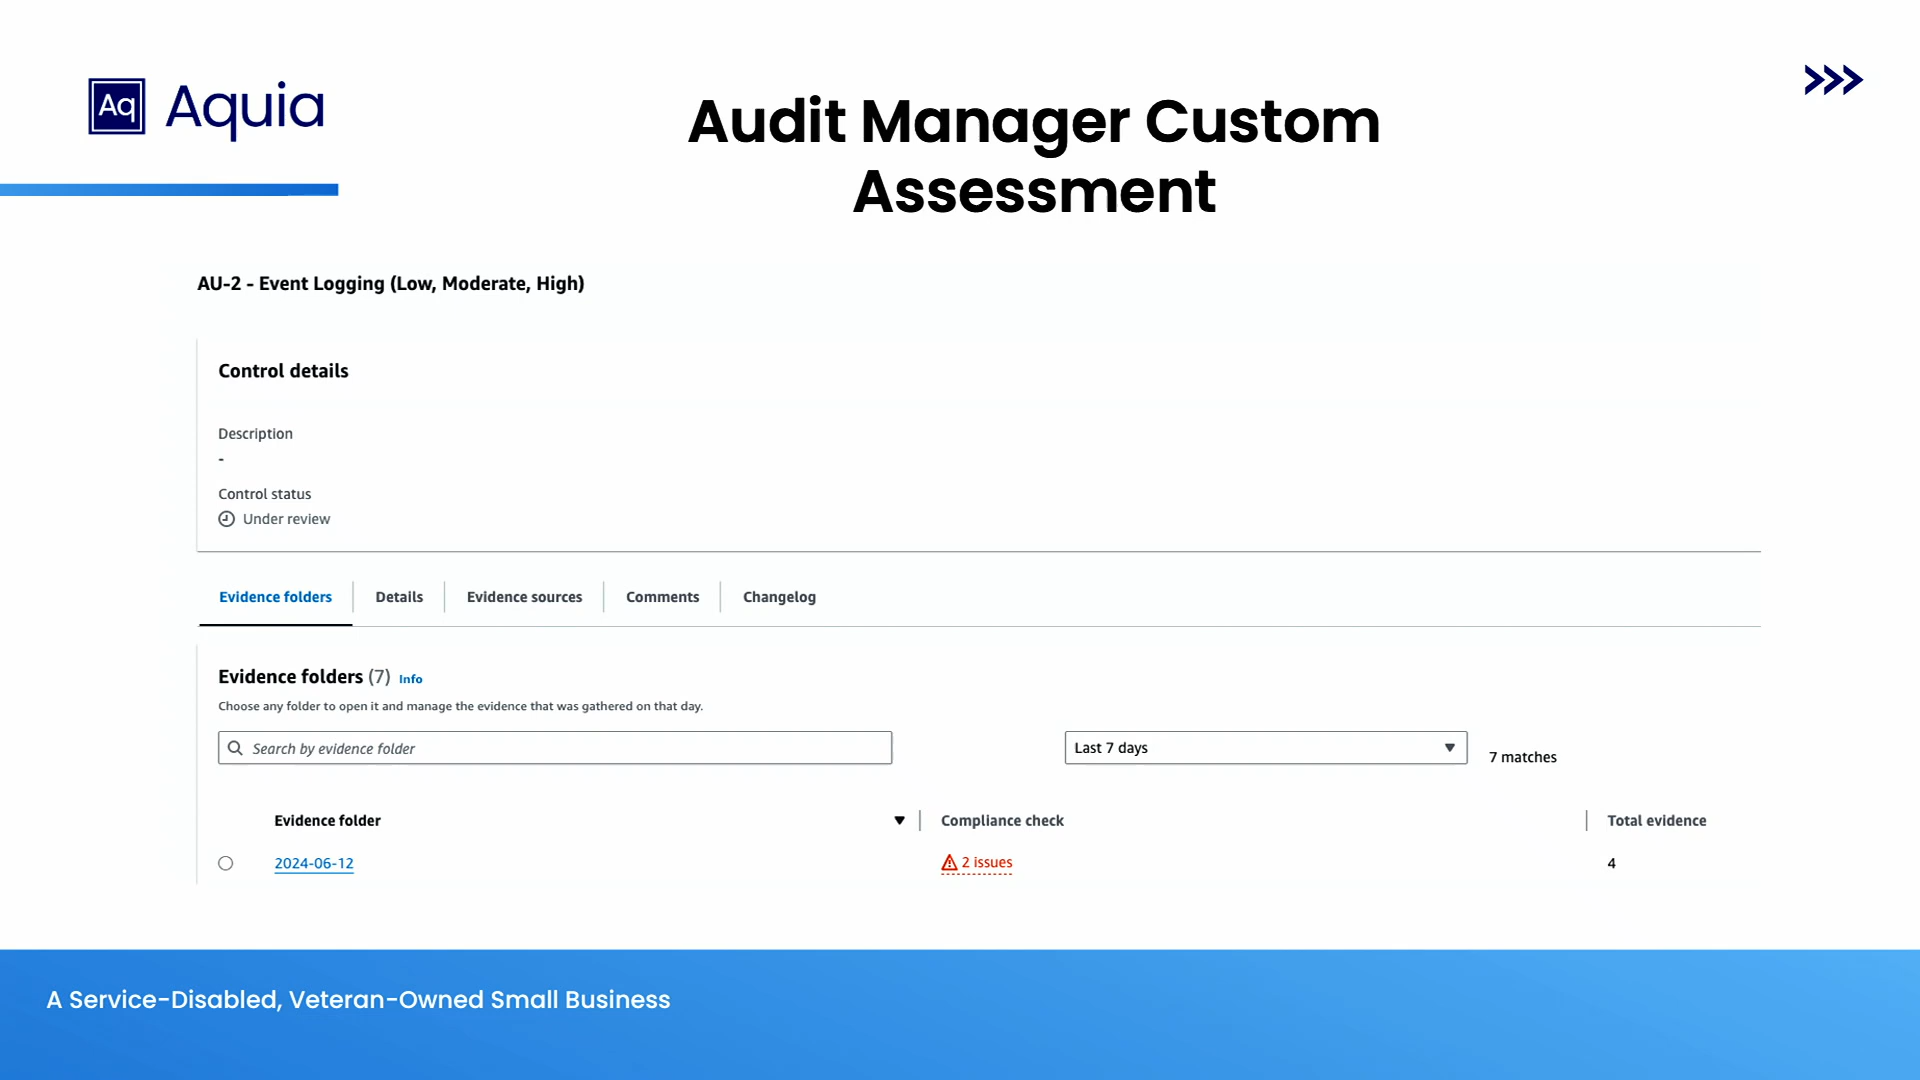 Aq Aquia
Audit Manager Custom
Assessment
AU-2 - Event Logging (Low, Moderate, High)
Control details
Description
-
Control status
Under review
Evidence folders
Details
Evidence sources
Comments
Changelog
Evidence folders (7) Info
Choose any folder to open it and manage the evidence that was gathered on that day.
Search by evidence folder
Last 7 days
7 matches
Evidence folder
Compliance check
Total evidence
2024-06-12
2 issues
4
A Service-Disabled, Veteran-Owned Small Business